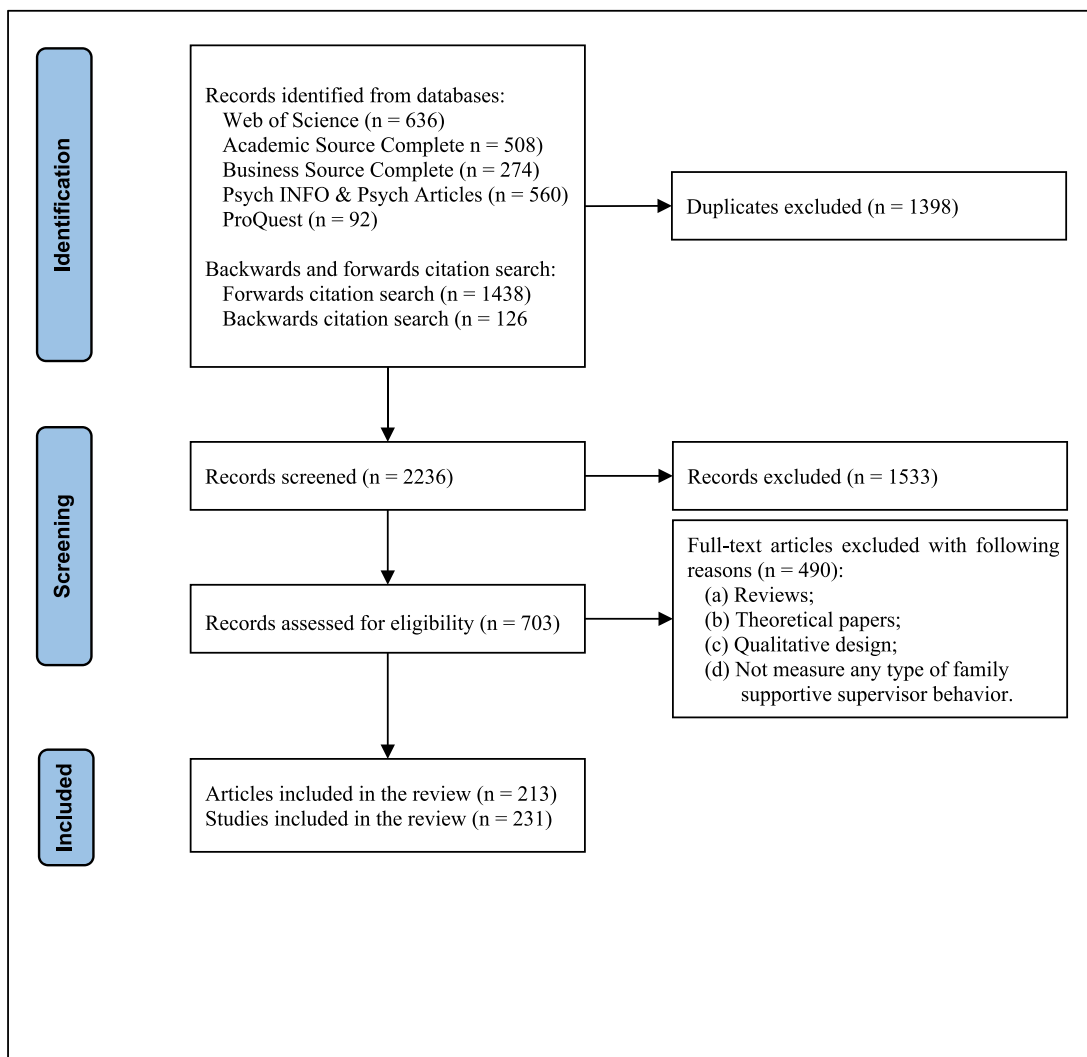 Identification
Records identified from databases:
Web of Science (n = 636)
Academic Source Complete n = 508)
Business Source Complete (n = 274)
Psych INFO & Psych Articles (n = 560)
ProQuest (n = 92)
Backwards and forwards citation search:
Forwards citation search (n = 1438)
Backwards citation search (n = 126
Duplicates excluded (n = 1398)
Screening
Records screened (n = 2236)
Records excluded (n = 1533)
Records assessed for eligibility (n = 703)
Full-text articles excluded with following
reasons (n = 490):
(a) Reviews;
(b) Theoretical papers;
(c) Qualitative design;
(d) Not measure any type of family
supportive supervisor behavior.
Included
Articles included in the review (n = 213)
Studies included in the review (n = 231)